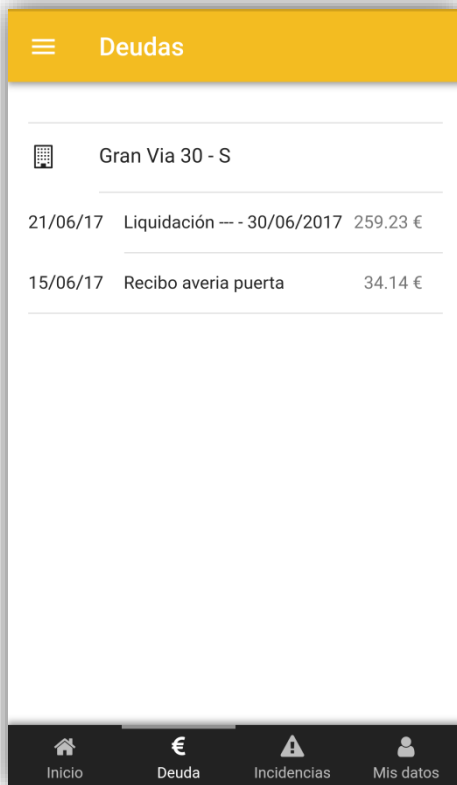 Deudas
Gran Via 30 - S
21/06/17 Liquidación --- - 30/06/2017 259.23 €
15/06/17 Recibo averia puerta 34.14 €
€
Inicio Deuda Incidencias Mis datos